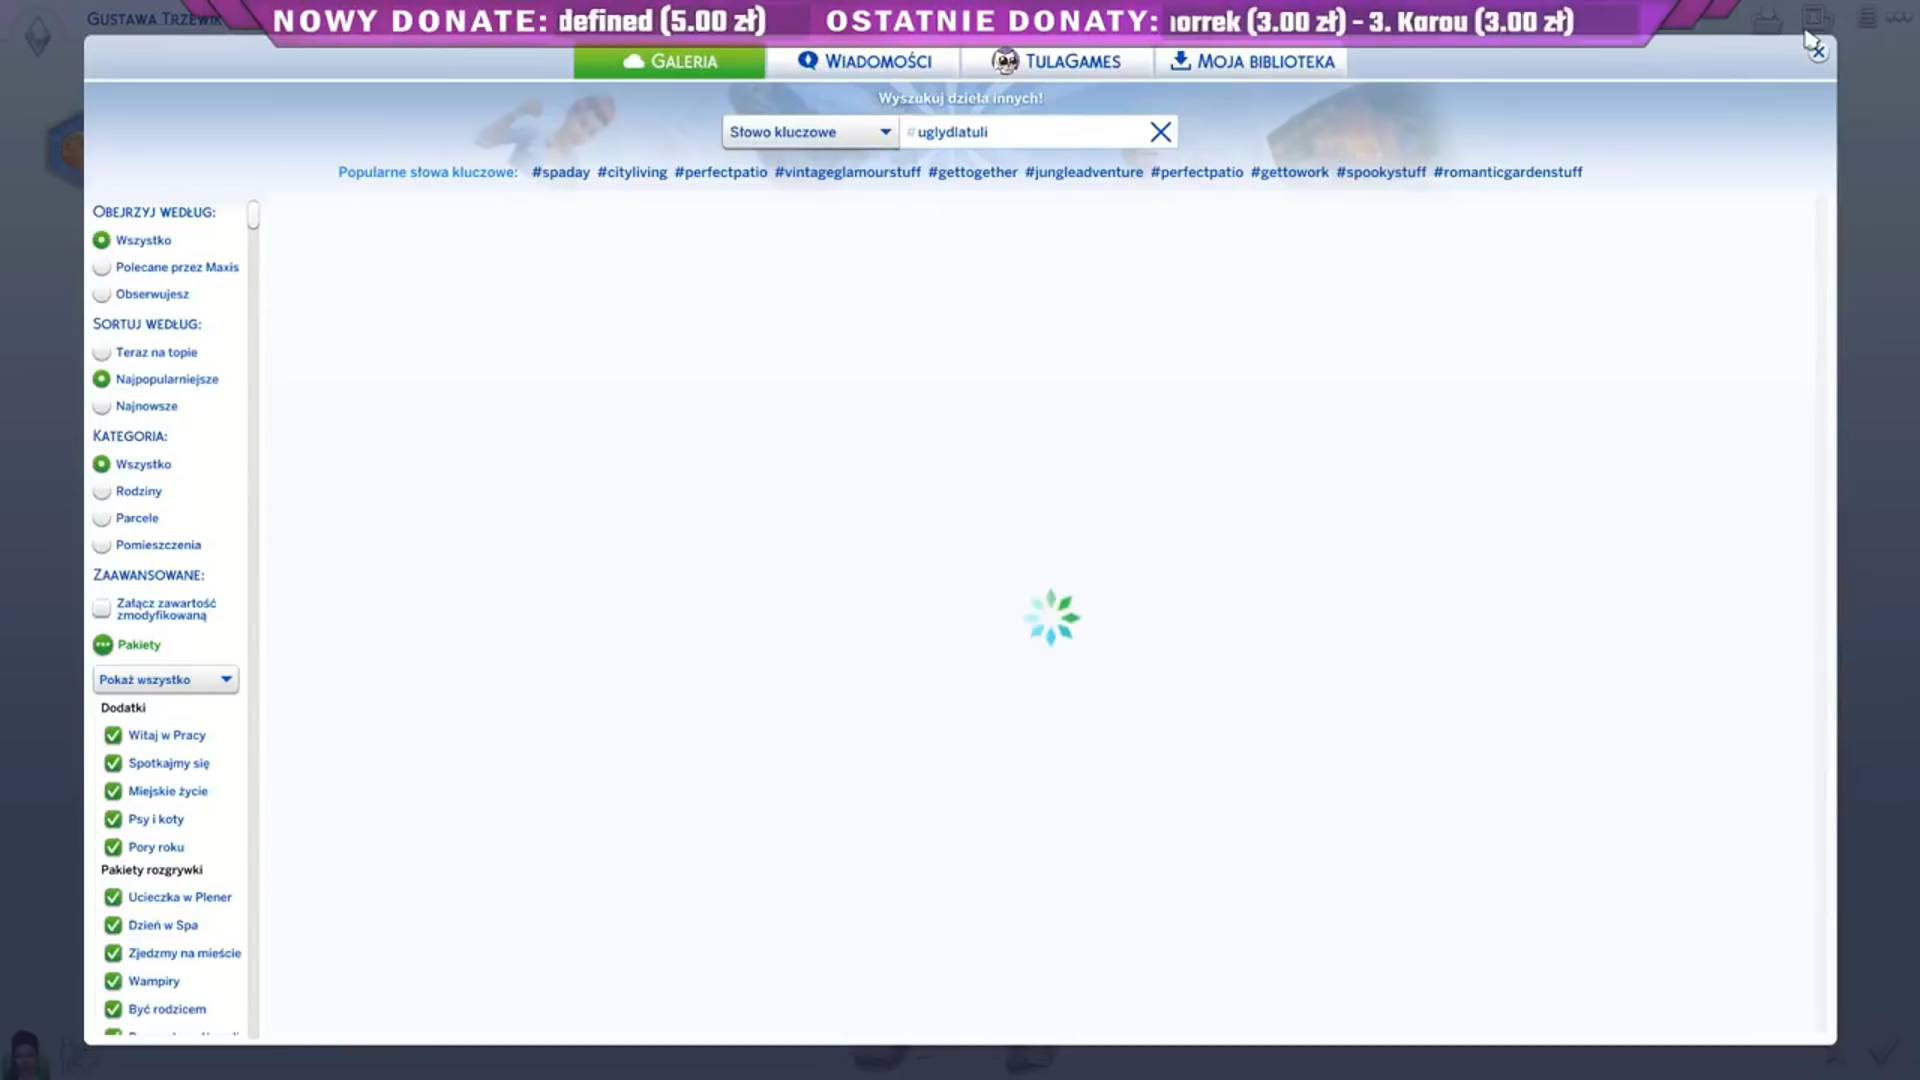 GUSTAWA TRZEWIK
NOWY DONATE: defined (5.00 zł)
OSTATNIE DONATY: (3.00 zł) - 3. Karou (3.00 zł)
GALERIA
WIADOMOŚCI
TULAGAMES
MOJA BIBLIOTEKA
Wyszukuj dzieła innych!
Słowo kluczowe
# uglydlatuli
Popularne słowa kluczowe: #spaday #cityliving #perfectpatio #vintageglamourstuff #gettogether #jungleadventure #perfectpatio #gettowork #spookystuff #romanticgardenstuff
OBEJRZYJ WEDŁUG:
Wszystko
Polecane przez Maxis
Obserwujesz
SORTUJ WEDŁUG:
Teraz na topie
Najpopularniejsze
Najnowsze
KATEGORIA:
Wszystko
Rodziny
Parcele
Pomieszczenia
ZAAWANSOWANE:
Załącz zawartość
zmodyfikowaną
Pakiety
Pokaż wszystko
Dodatki
Witaj w Pracy
Spotkajmy się
Miejskie życie
Psy i koty
Pory roku
Pakiety rozgrywki
Ucieczka w Plener
Dzień w Spa
Zjedzmy na mieście
Wampiry
Być rodzicem